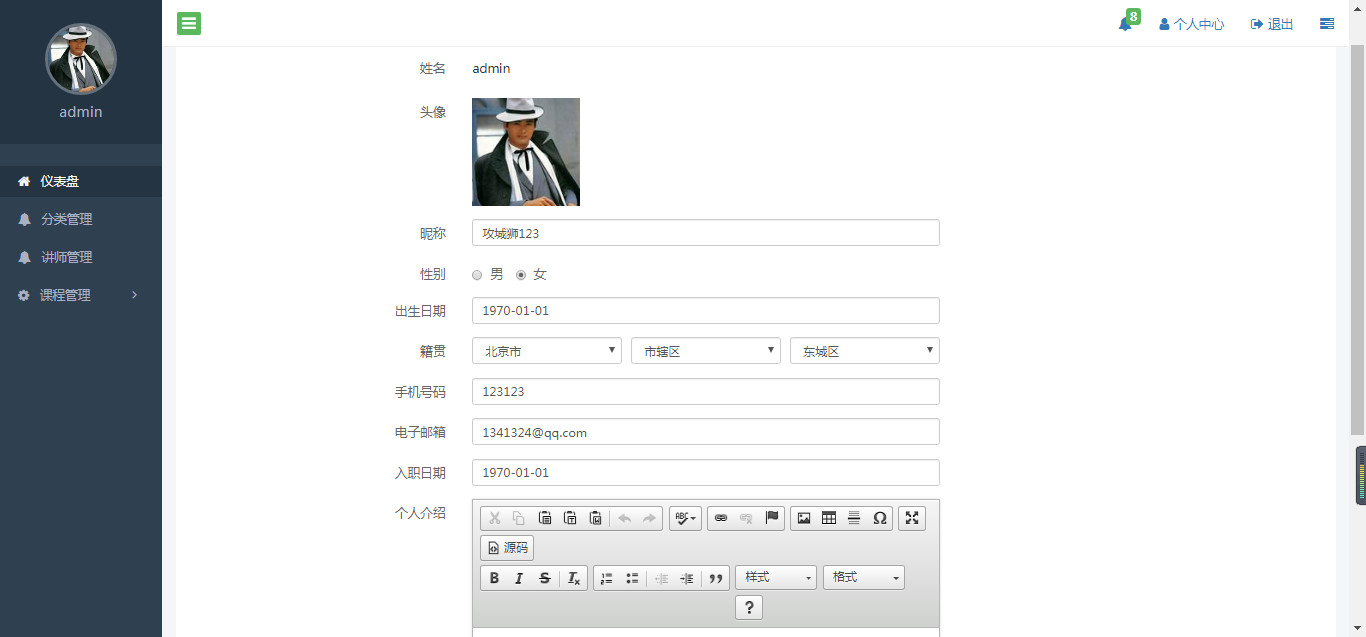 8
个人中心
退出
admin
仪表盘
分类管理
讲师管理
课程管理
姓名 admin
头像
昵称 攻城狮123
性别 男 女
出生日期 1970-01-01
籍贯 北京市 市辖区 东城区
手机号码 123123
电子邮箱 1341324@qq.com
入职日期 1970-01-01
个人介绍
ABC
源码
B I S Tx 样式 格式
?